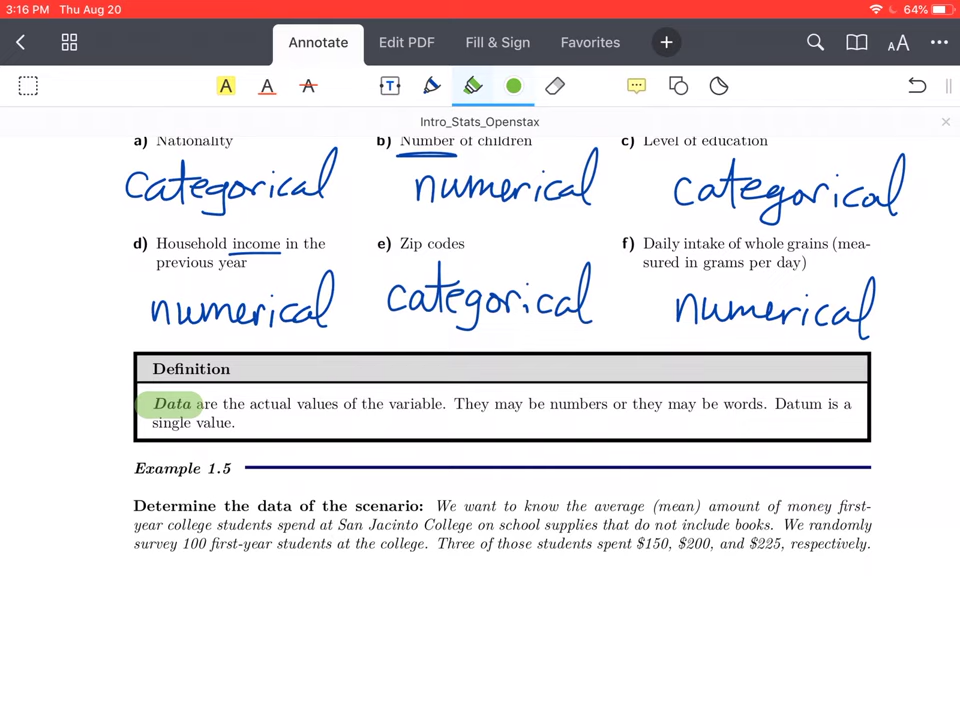 3:16 PM Thu Aug 20 64%
Annotate Edit PDF Fill & Sign Favorites +
AA
A A A T
Intro_Stats_Openstax
a) Nationality b) Number of children c) Level of education
categorical numerical categorical
d) Household income in the e) Zip codes f) Daily intake of whole grains (mea-
previous year sured in grams per day)
numerical categorical numerical
Definition
Data are the actual values of the variable. They may be numbers or they may be words. Datum is a
single value.
Example 1.5
Determine the data of the scenario: We want to know the average (mean) amount of money first-
year college students spend at San Jacinto College on school supplies that do not include books. We randomly
survey 100 first-year students at the college. Three of those students spent $150, $200, and $225, respectively.